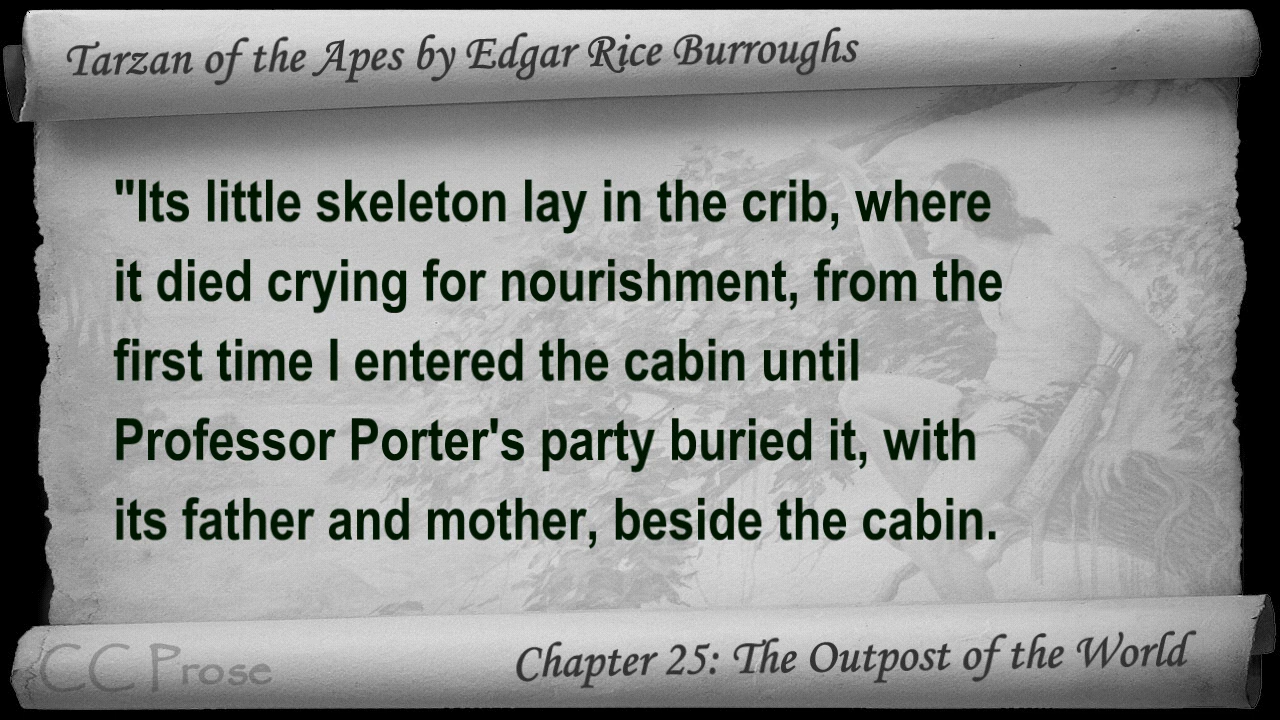 Tarzan of the Apes by Edgar Rice Burroughs
"Its little skeleton lay in the crib, where
it died crying for nourishment, from the
first time I entered the cabin until
Professor Porter's party buried it, with
its father and mother, beside the cabin.
CC Prose
Chapter 25: The Outpost of the World